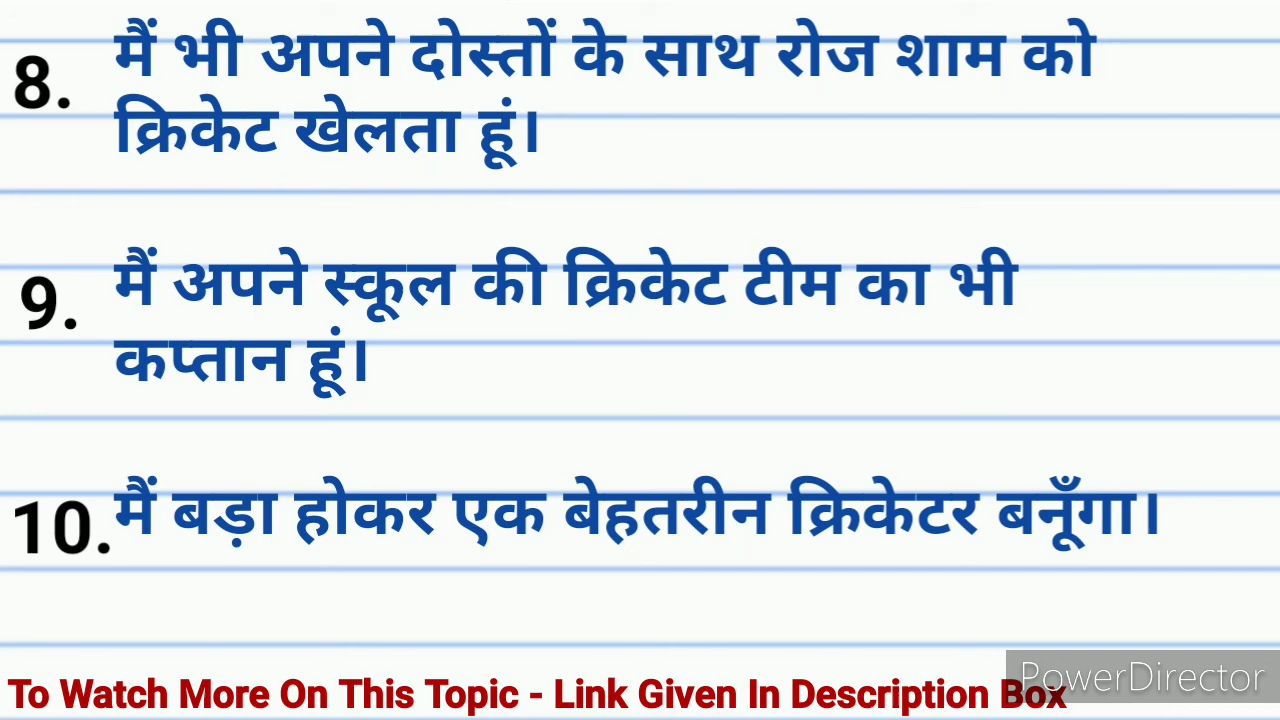 8. मैं भी अपने दोस्तों के साथ रोज शाम को
क्रिकेट खेलता हूं।
9. मैं अपने स्कूल की क्रिकेट टीम का भी
कप्तान हूं।
10. मैं बड़ा होकर एक बेहतरीन क्रिकेटर बनूँगा।
To Watch More On This Topic - Link Given In Description Box
PowerDirector